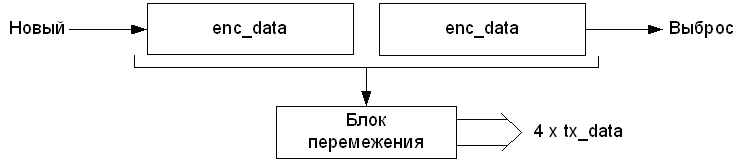 Новый
enc_data
enc_data
Выброс
Блок
перемежения
4 x tx_data